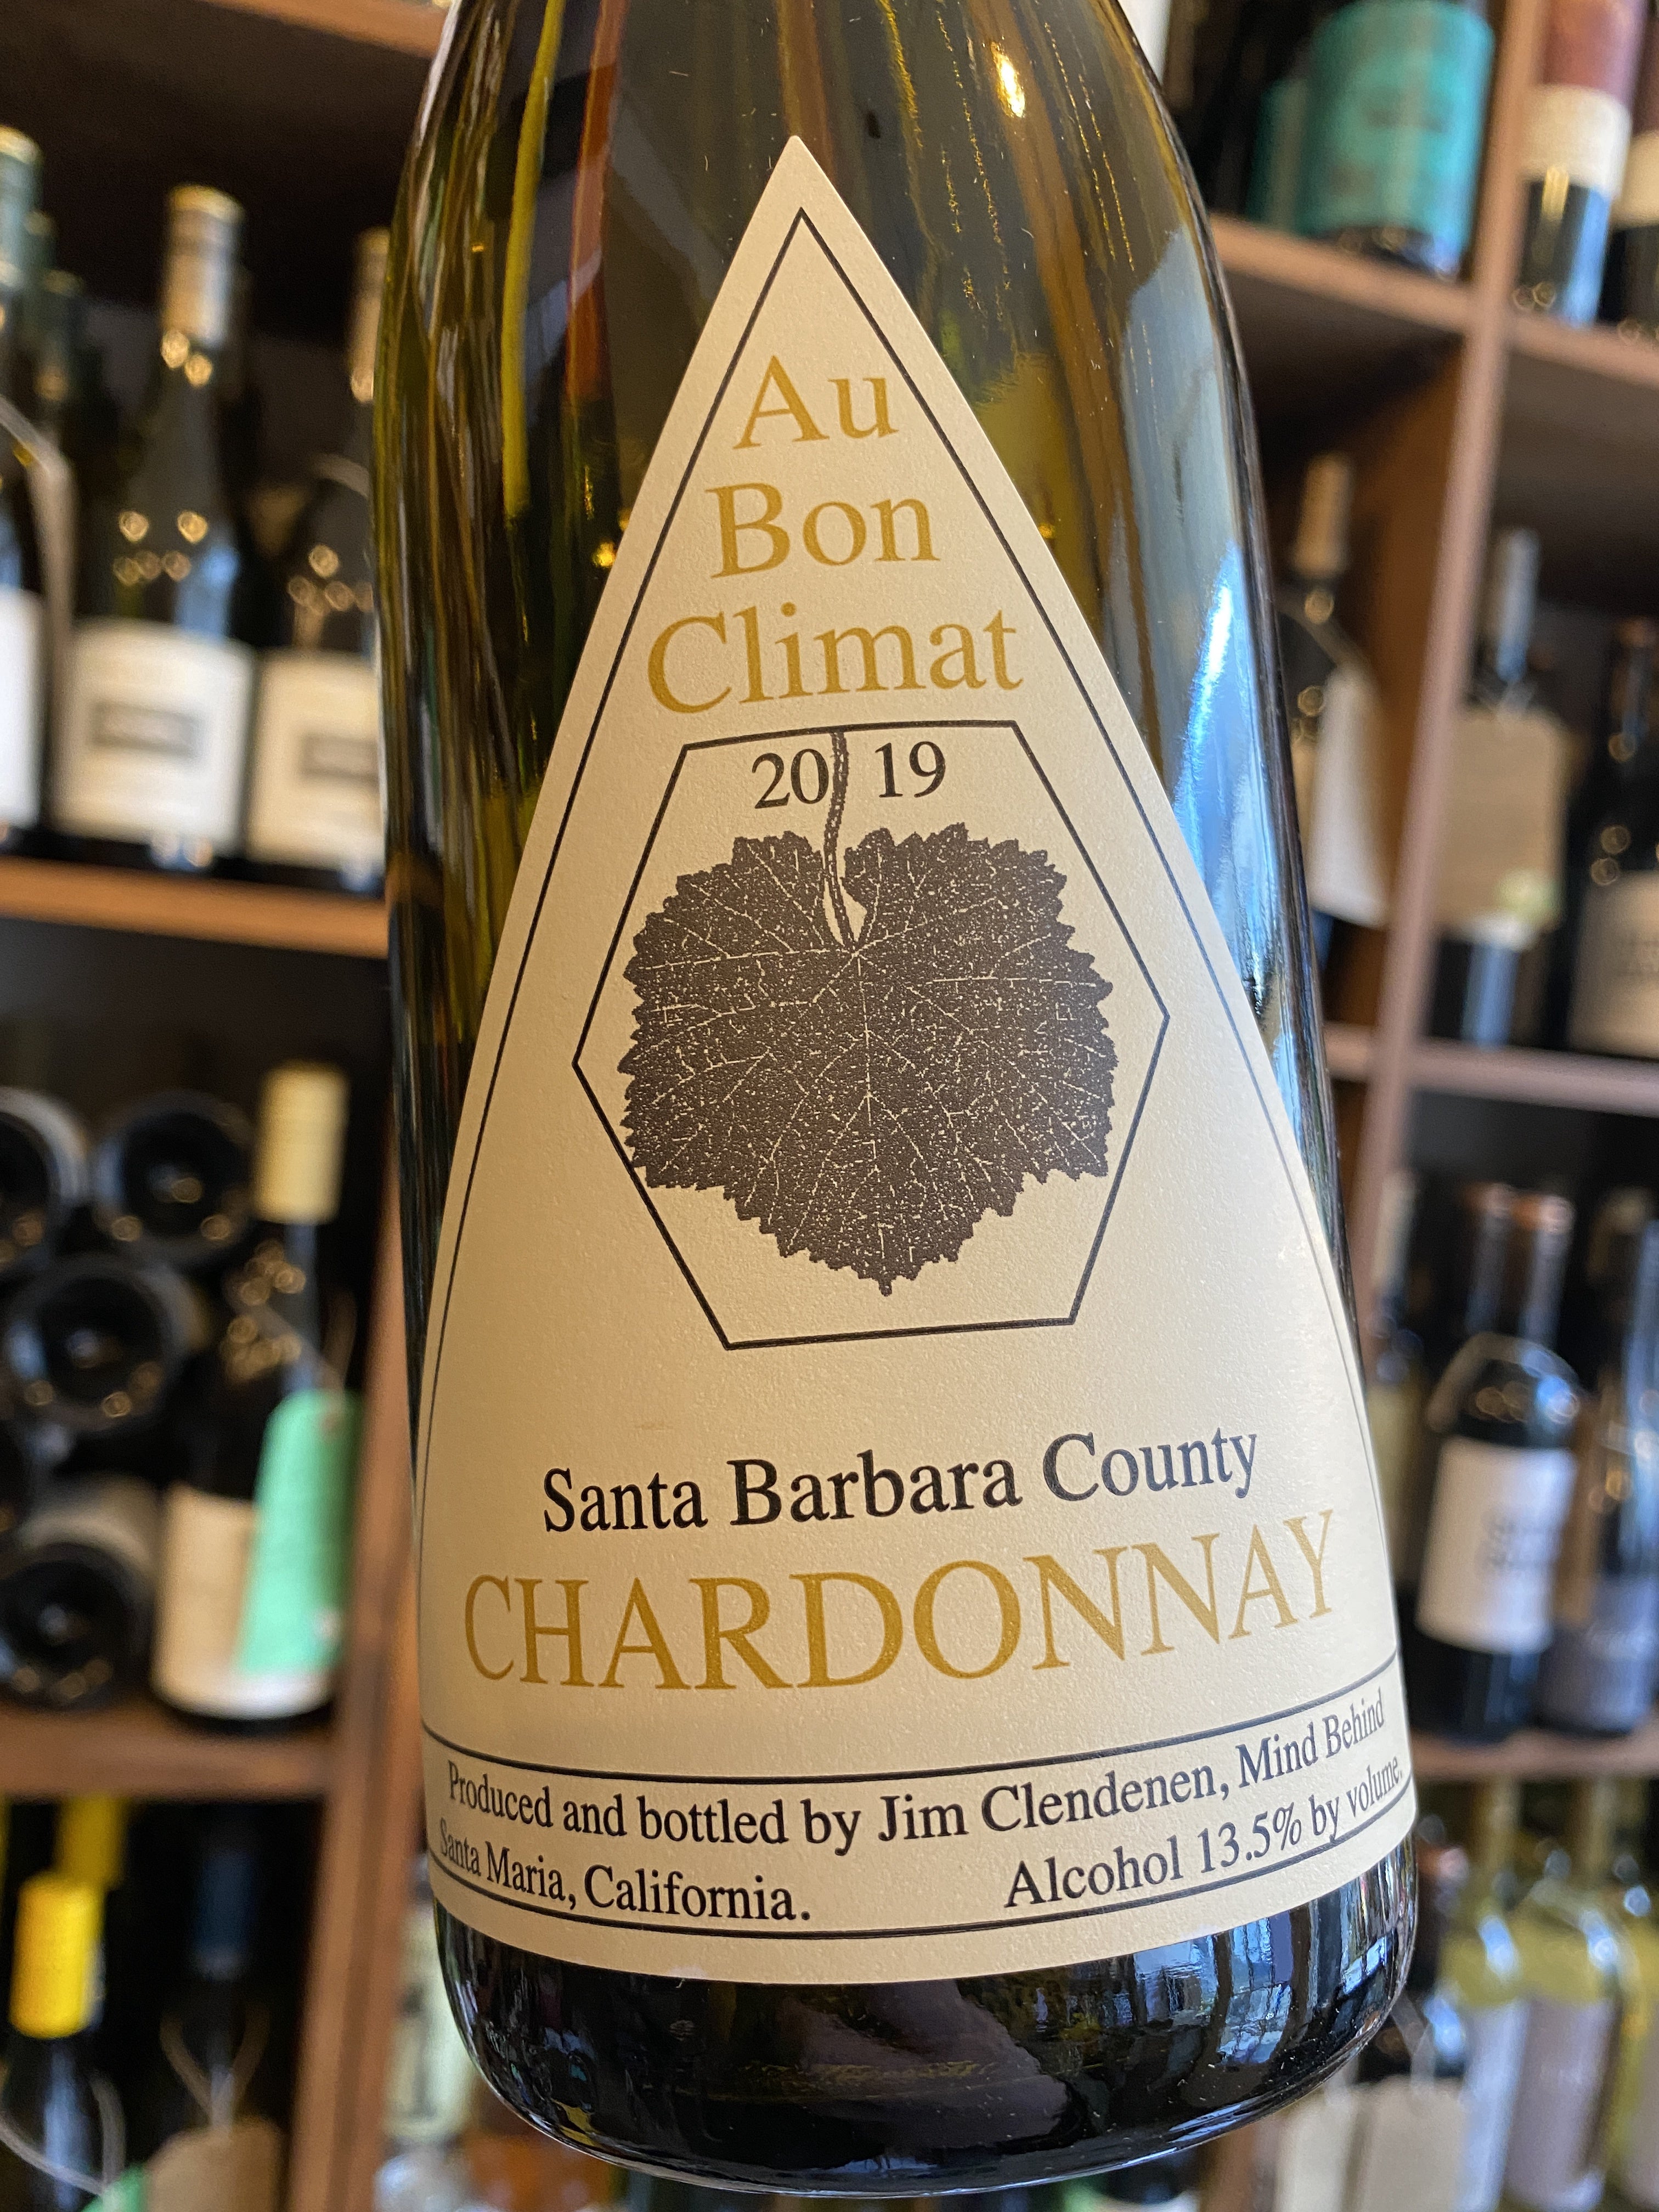 Au
Bon
Climat
20 19
Santa Barbara County
CHARDONNAY
Produced and bottled by Jim Clendenen, Mind Behind
Santa Maria, California. Alcohol 13.5% by volume.